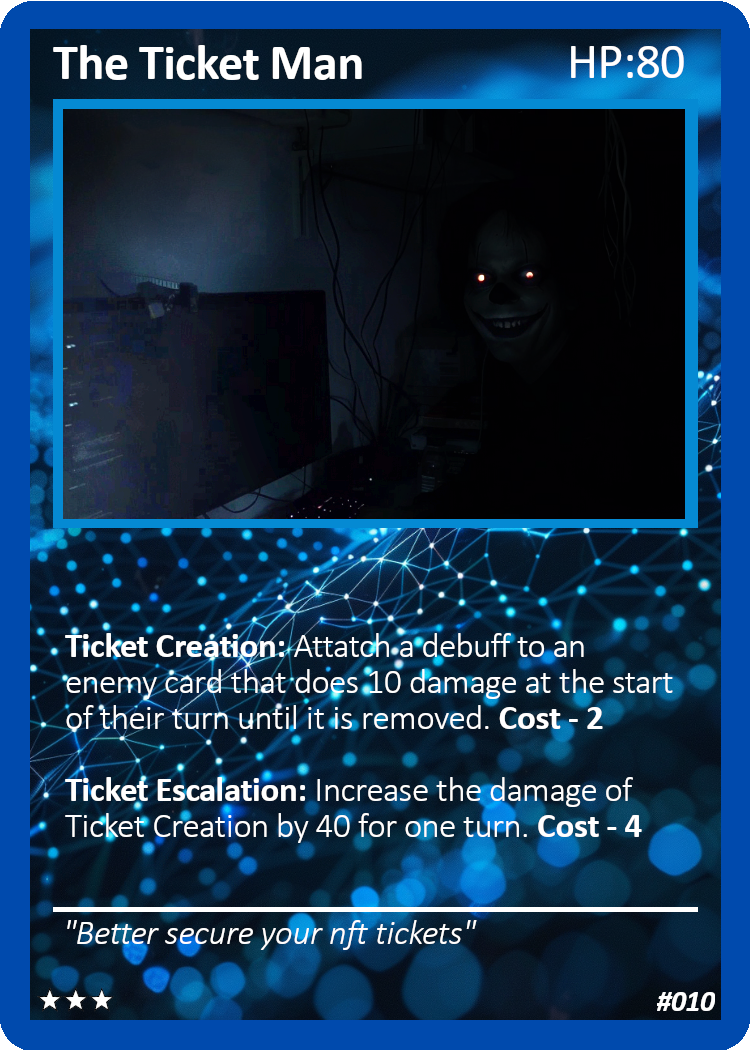 The Ticket Man
HP:80
Ticket Creation: Attatch a debuff to an
enemy card that does 10 damage at the start
of their turn until it is removed. Cost - 2
Ticket Escalation: Increase the damage of
Ticket Creation by 40 for one turn. Cost - 4
"Better secure your nft tickets"
#010